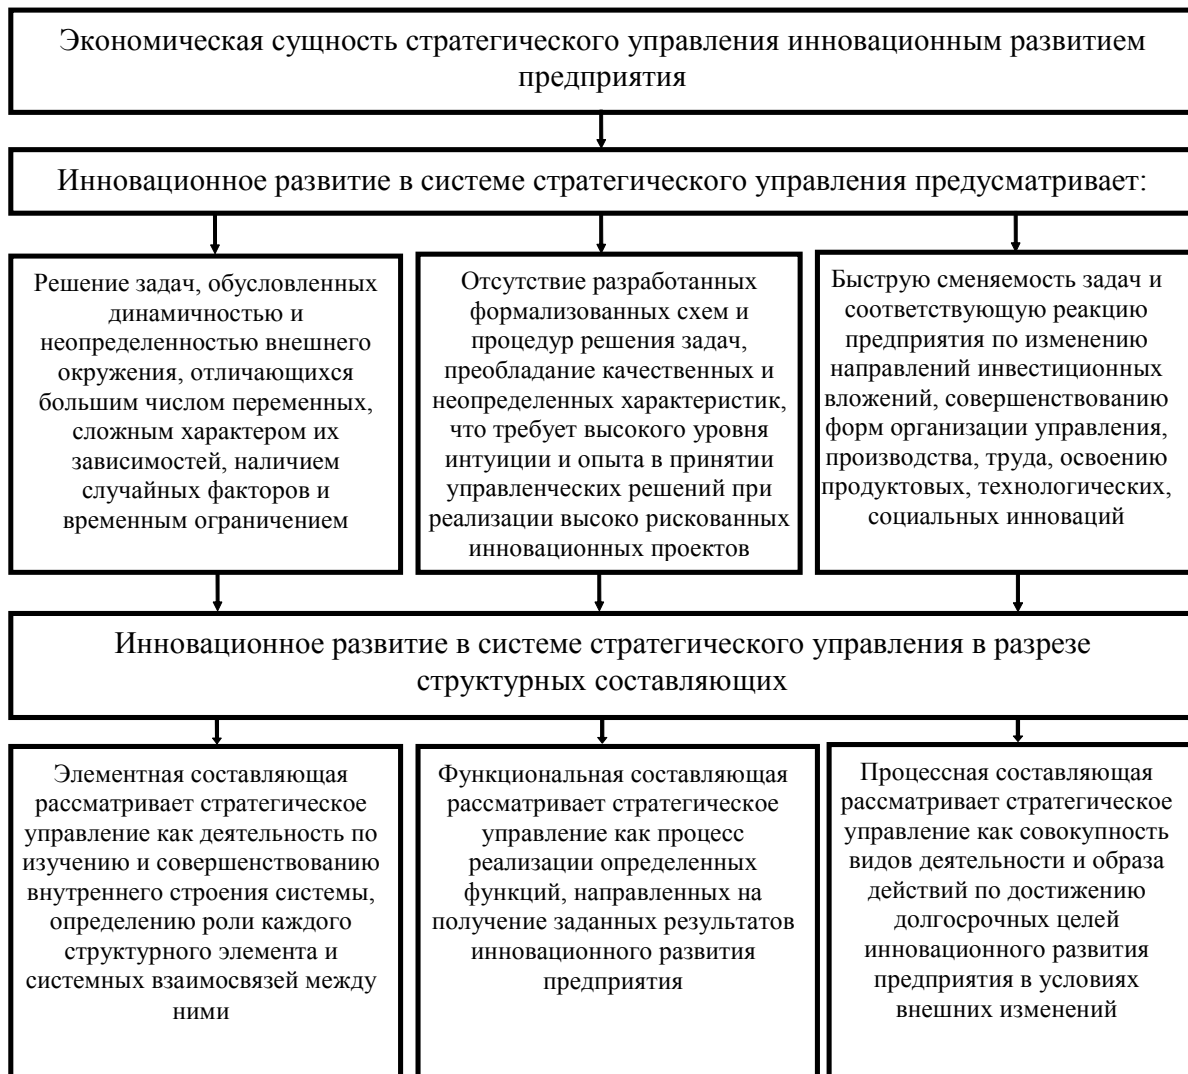 Экономическая сущность стратегического управления инновационным развитием
предприятия
Инновационное развитие в системе стратегического управления предусматривает:
Решение задач, обусловленных
динамичностью и
неопределенностью внешнего
окружения, отличающихся
большим числом переменных,
сложным характером их
зависимостей, наличием
случайных факторов и
временным ограничением
Отсутствие разработанных
формализованных схем и
процедур решения задач,
преобладание качественных и
неопределенных характеристик,
что требует высокого уровня
интуиции и опыта в принятии
управленческих решений при
реализации высоко рискованных
инновационных проектов
Быструю сменяемость задач и
соответствующую реакцию
предприятия по изменению
направлений инвестиционных
вложений, совершенствованию
форм организации управления,
производства, труда, освоению
продуктовых, технологических,
социальных инноваций
Инновационное развитие в системе стратегического управления в разрезе
структурных составляющих
Элементная составляющая
рассматривает стратегическое
управление как деятельность по
изучению и совершенствованию
внутреннего строения системы,
определению роли каждого
структурного элемента и
системных взаимосвязей между
ними
Функциональная составляющая
рассматривает стратегическое
управление как процесс
реализации определенных
функций, направленных на
получение заданных результатов
инновационного развития
предприятия
Процессная составляющая
рассматривает стратегическое
управление как совокупность
видов деятельности и образа
действий по достижению
долгосрочных целей
инновационного развития
предприятия в условиях
внешних изменений